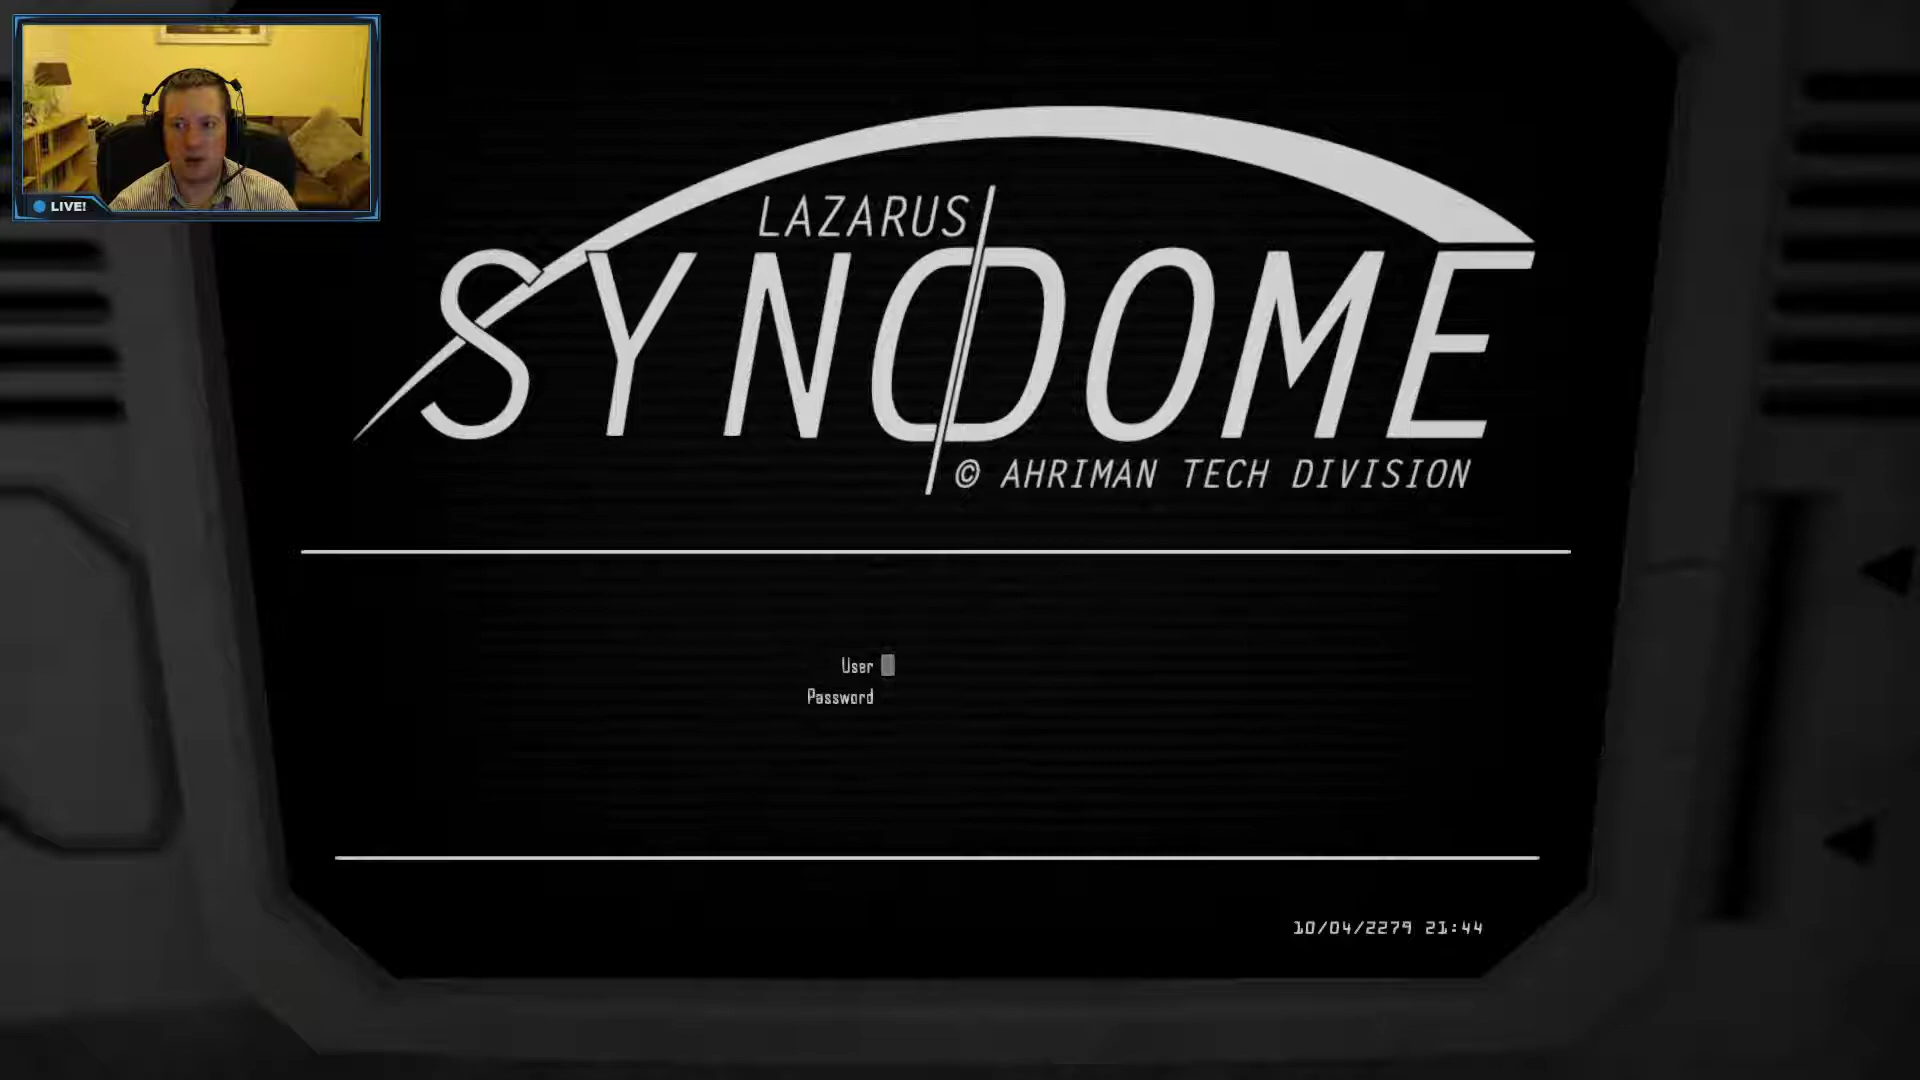 LIVE!
LAZARUS
SYNDOME
© AHRIMAN TECH DIVISION
User
Password
10/04/2279 21:44